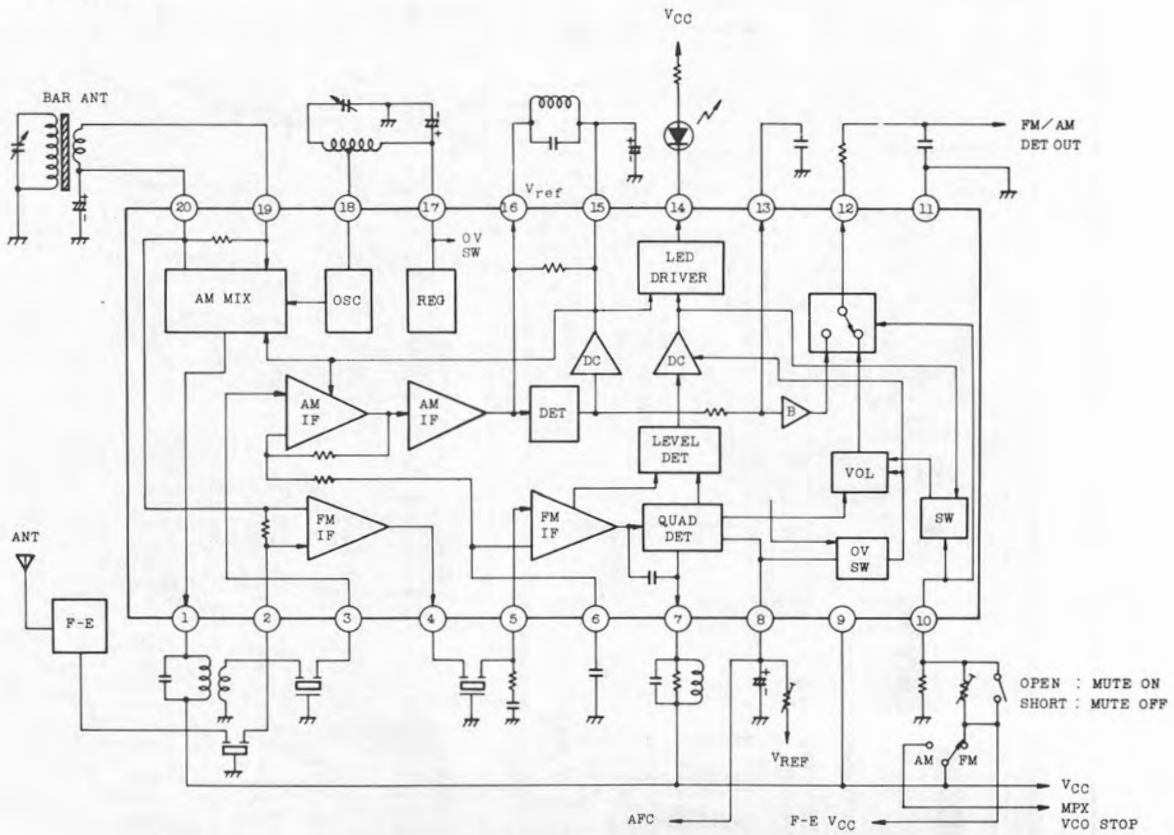 VCC
BAR ANT
FM/AM
DET OUT
Vref
20
19
18
17
16
15
14
13
12
11
OV
SW
LED
DRIVER
AM MIX
OSC
REG
DC
DC
AM
IF
AM
IF
DET
B
LEVEL
DET
VOL
FM
IF
FM
IF
QUAD
DET
SW
OV
SW
ANT
F-E
1
2
3
4
5
6
7
8
9
10
OPEN : MUTE ON
SHORT : MUTE OFF
AM
FM
VREF
VCC
MPX
VCO STOP
AFC
F-E VCC